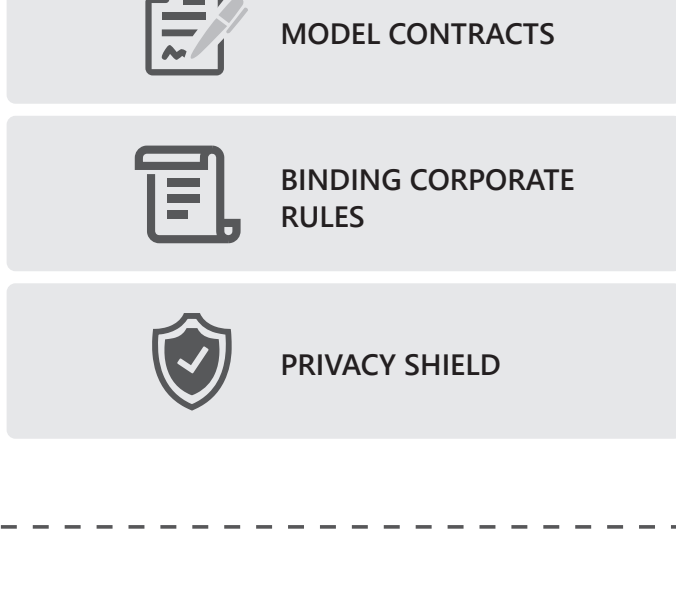 MODEL CONTRACTS
BINDING CORPORATE
RULES
PRIVACY SHIELD